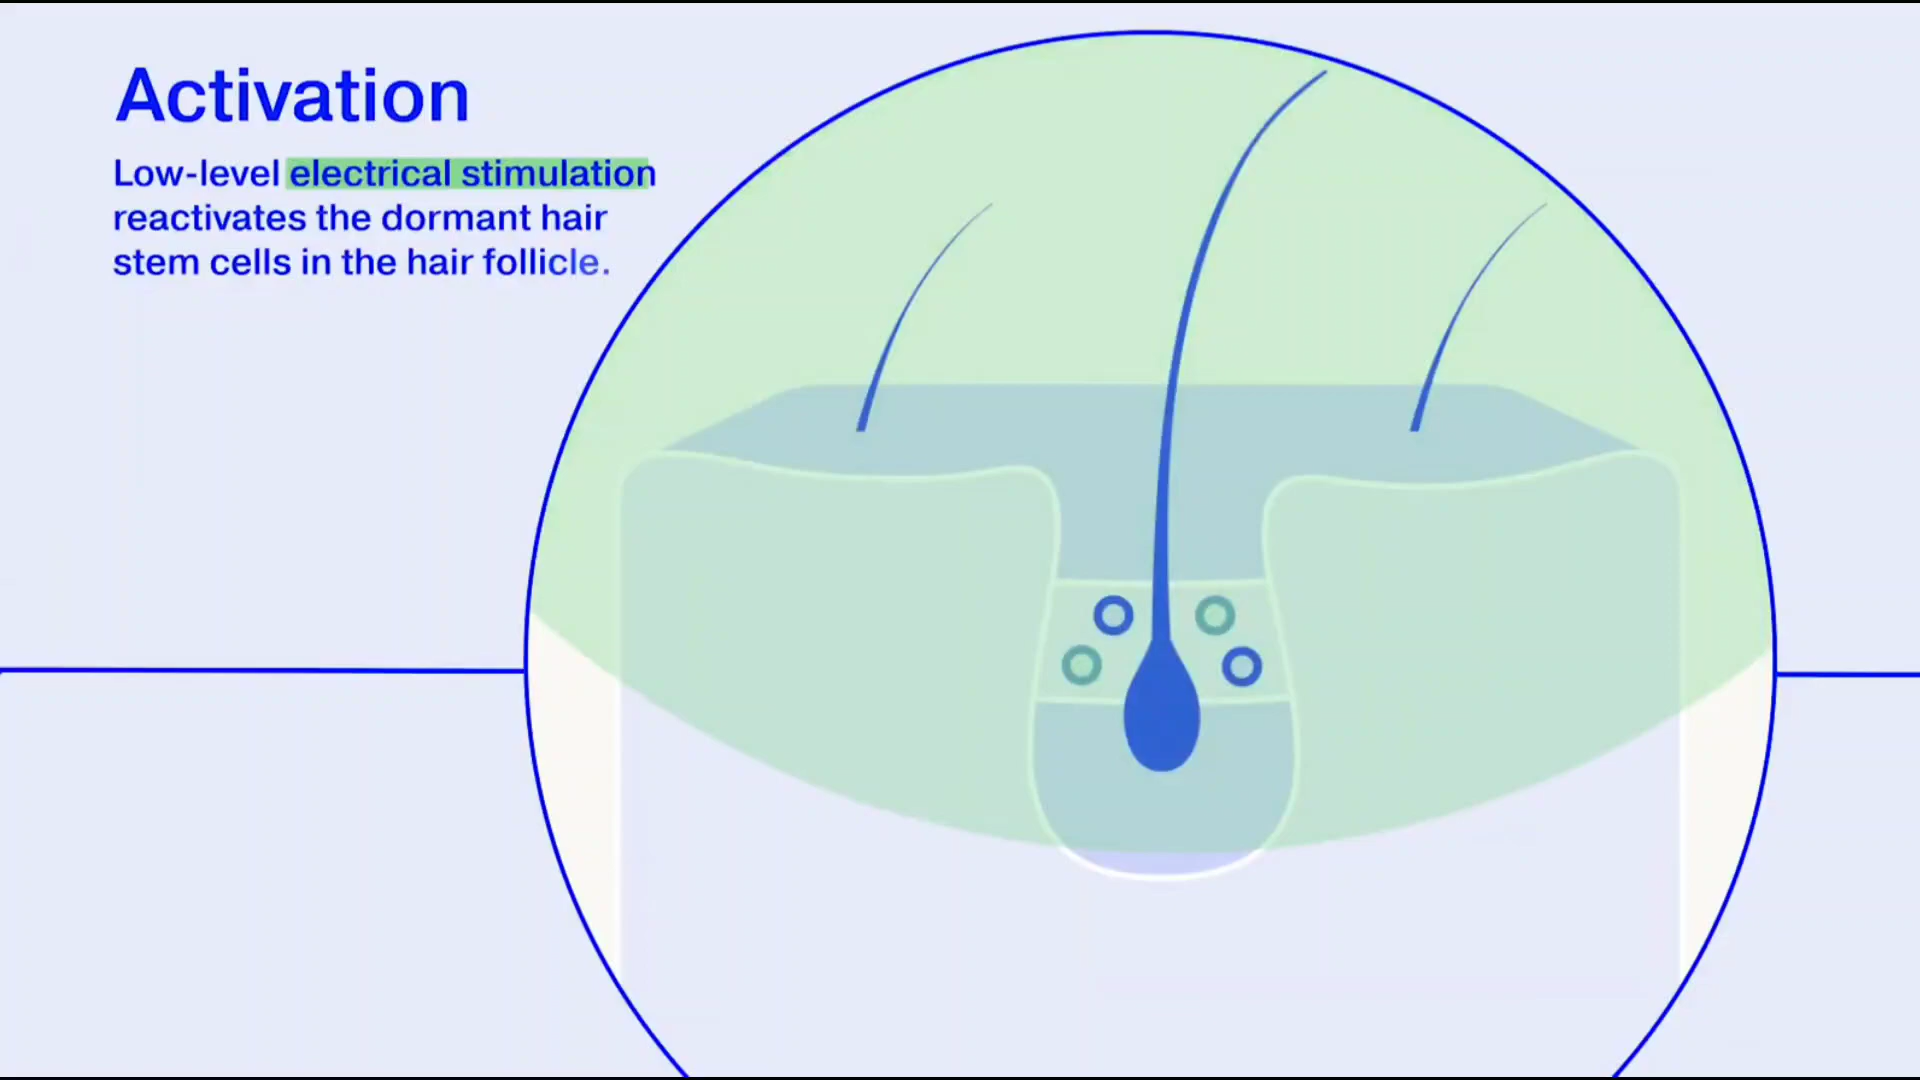 Activation
Low-level electrical stimulation
reactivates the dormant hair
stem cells in the hair follicle.